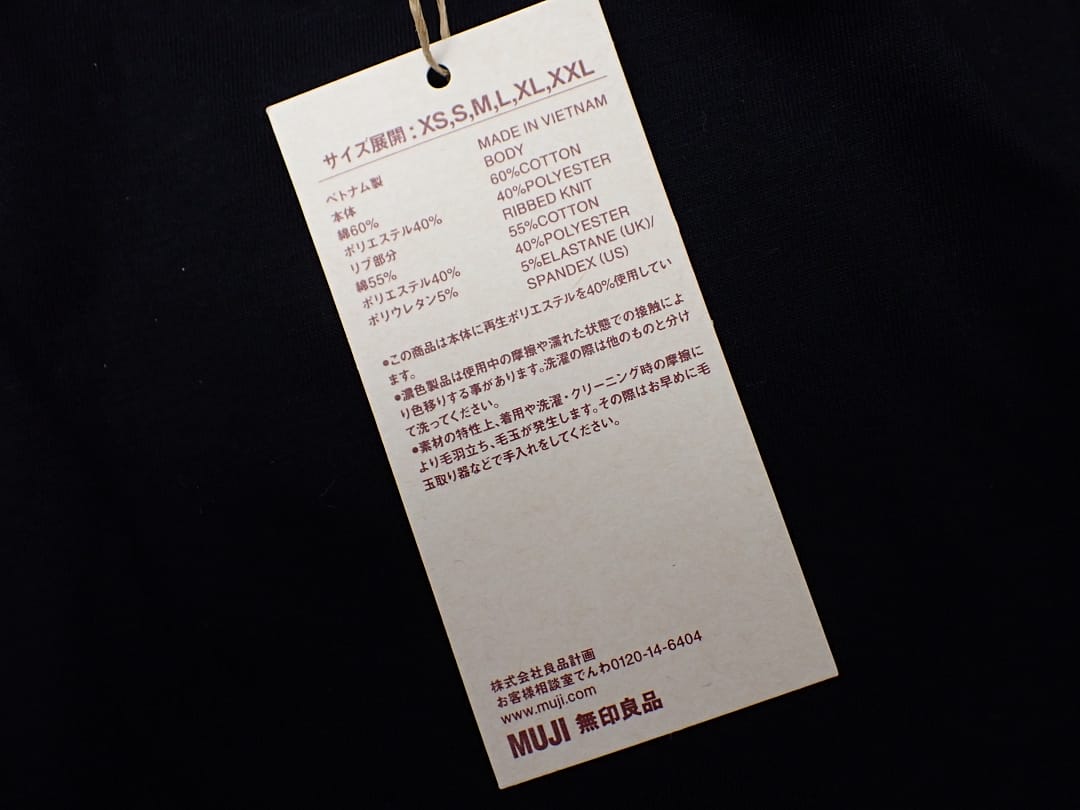 サイズ展開：XS,S,M,L,XL,XXL
ベトナム製
本体
綿60%
ポリエステル40%
リブ部分
綿55%
ポリエステル40%
ポリウレタン5%
MADE IN VIETNAM
BODY
60%COTTON
40%POLYESTER
RIBBED KNIT
55%COTTON
40%POLYESTER
5%ELASTANE (UK)/
SPANDEX (US)
●この商品は本体に再生ポリエステルを40%使用してい
ます。
●濃色製品は使用中の摩擦や濡れた状態での接触によ
り色移りする事があります。洗濯の際は他のものと分け
て洗ってください。
●素材の特性上、着用や洗濯・クリーニング時の摩擦に
より毛羽立ち、毛玉が発生します。その際はお早めに毛
玉取り器などで手入れをしてください。
株式会社良品計画
お客様相談室でんわ0120-14-6404
www.muji.com
MUJI 無印良品